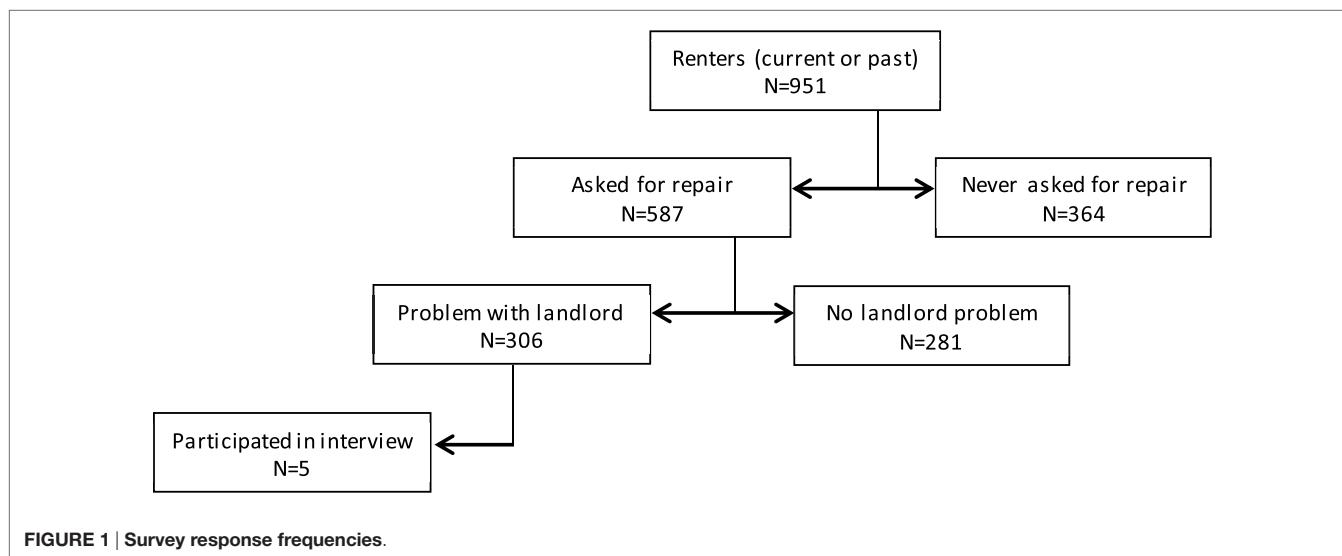 Renters (current or past)
N=951
Asked for repair
N=587
Never asked for repair
N=364
Problem with landlord
N=306
No landlord problem
N=281
Participated in interview
N=5
FIGURE 1 | Survey response frequencies.